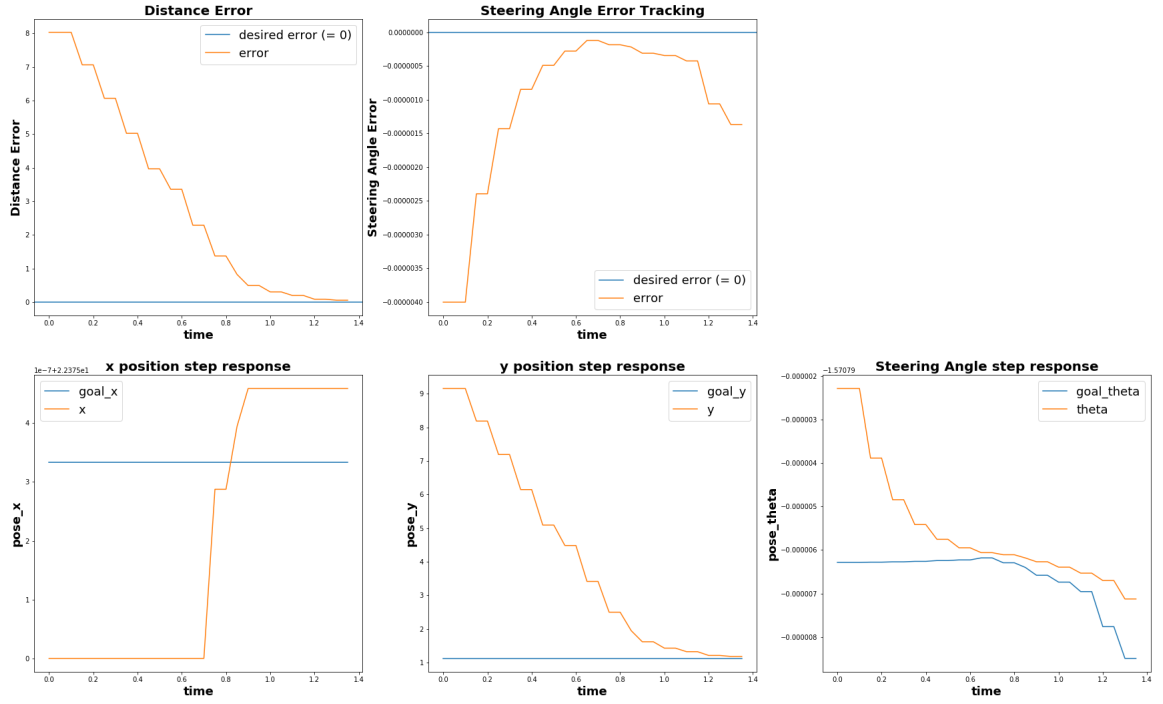 Distance Error
Distance Error
8
7
6
5
4
3
2
1
0
desired error (= 0)
error
0.0 0.2 0.4 0.6 0.8 1.0 1.2 1.4
time
Steering Angle Error Tracking
Steering Angle Error
0.0000000
−0.0000005
−0.0000010
−0.0000015
−0.0000020
−0.0000025
−0.0000030
−0.0000035
−0.0000040
desired error (= 0)
error
0.0 0.2 0.4 0.6 0.8 1.0 1.2 1.4
time
x position step response
1e−7+2.2375e1
pose_x
4
3
2
1
0
goal_x
x
0.0 0.2 0.4 0.6 0.8 1.0 1.2 1.4
time
y position step response
pose_y
9
8
7
6
5
4
3
2
1
goal_y
y
0.0 0.2 0.4 0.6 0.8 1.0 1.2 1.4
time
Steering Angle step response
−1.57079
pose_theta
−0.000002
−0.000003
−0.000004
−0.000005
−0.000006
−0.000007
−0.000008
goal_theta
theta
0.0 0.2 0.4 0.6 0.8 1.0 1.2 1.4
time